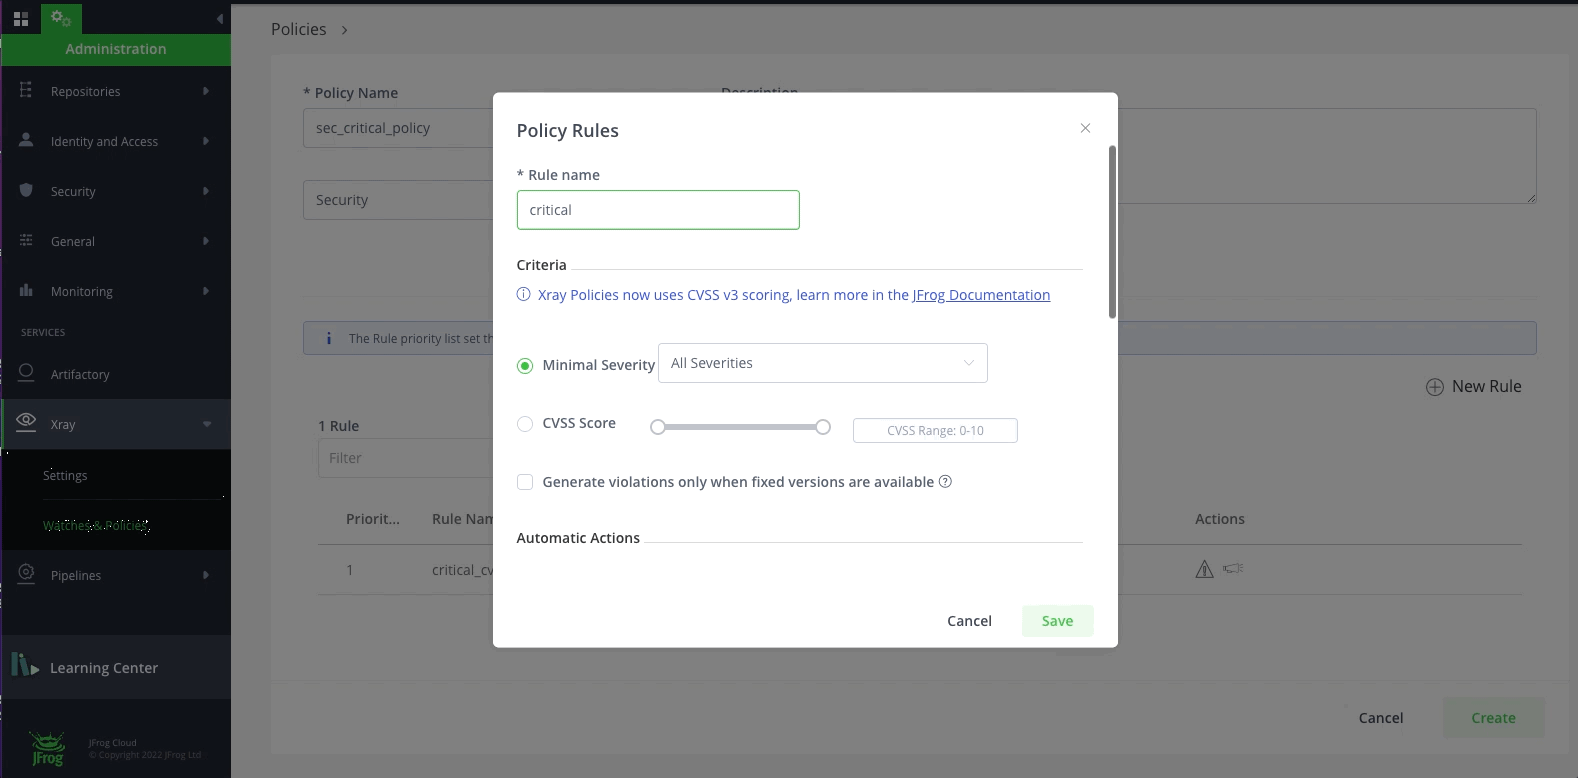 Administration
Repositories
Identity and Access
Security
General
Monitoring
SERVICES
Artifactory
Xray
Settings
Watches & Policies
Pipelines
Learning Center
JFrog
JFrog Cloud
© Copyright 2022 JFrog Ltd
Policies >
* Policy Name
Description
sec_critical_policy
Security
The Rule priority list set th
New Rule
1 Rule
Filter
Priorit...
Rule Nam
Actions
1
critical_cv
Cancel
Create
Policy Rules
* Rule name
critical
Criteria
Xray Policies now uses CVSS v3 scoring, learn more in the JFrog Documentation
Minimal Severity
All Severities
CVSS Score
CVSS Range: 0-10
Generate violations only when fixed versions are available
Automatic Actions
Cancel
Save